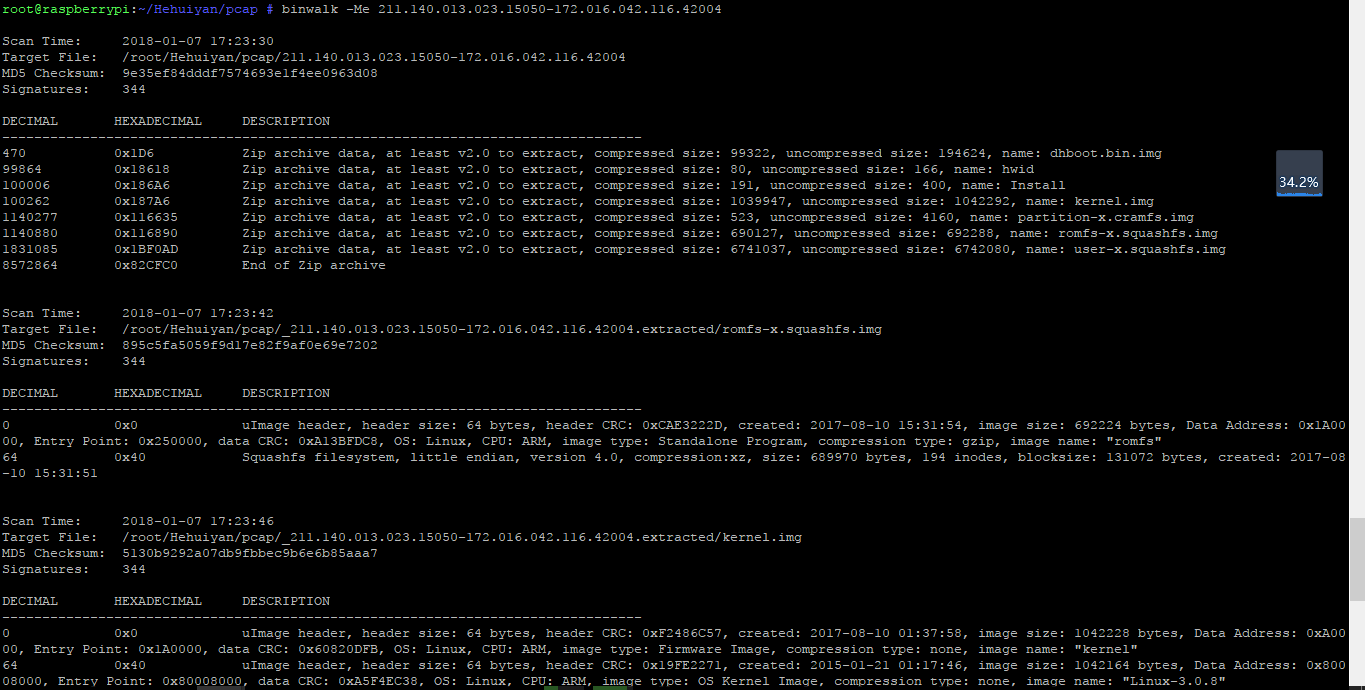 root@raspberrypi:~/Hehuiyan/pcap # binwalk -Me 211.140.013.023.15050-172.016.042.116.42004
Scan Time:     2018-01-07 17:23:30
Target File:   /root/Hehuiyan/pcap/211.140.013.023.15050-172.016.042.116.42004
MD5 Checksum:  9e35ef84dddf7574693e1f4ee0963d08
Signatures:    344
DECIMAL       HEXADECIMAL     DESCRIPTION
--------------------------------------------------------------------------------
470           0x1D6           Zip archive data, at least v2.0 to extract, compressed size: 99322, uncompressed size: 194624, name: dhboot.bin.img
99864         0x18618         Zip archive data, at least v2.0 to extract, compressed size: 80, uncompressed size: 166, name: hwid
34.2%
100006        0x186A6         Zip archive data, at least v2.0 to extract, compressed size: 191, uncompressed size: 400, name: Install
100262        0x187A6         Zip archive data, at least v2.0 to extract, compressed size: 1039947, uncompressed size: 1042292, name: kernel.img
1140277       0x116635        Zip archive data, at least v2.0 to extract, compressed size: 523, uncompressed size: 4160, name: partition-x.cramfs.img
1140880       0x116890        Zip archive data, at least v2.0 to extract, compressed size: 690127, uncompressed size: 692288, name: romfs-x.squashfs.img
1831085       0x1BF0AD        Zip archive data, at least v2.0 to extract, compressed size: 6741037, uncompressed size: 6742080, name: user-x.squashfs.img
8572864       0x82CFC0        End of Zip archive
Scan Time:     2018-01-07 17:23:42
Target File:   /root/Hehuiyan/pcap/_211.140.013.023.15050-172.016.042.116.42004.extracted/romfs-x.squashfs.img
MD5 Checksum:  895c5fa5059f9d17e82f9af0e69e7202
Signatures:    344
DECIMAL       HEXADECIMAL     DESCRIPTION
--------------------------------------------------------------------------------
0             0x0             uImage header, header size: 64 bytes, header CRC: 0xCAE3222D, created: 2017-08-10 15:31:54, image size: 692224 bytes, Data Address: 0x1A00
00, Entry Point: 0x250000, data CRC: 0xA13BFDC8, OS: Linux, CPU: ARM, image type: Standalone Program, compression type: gzip, image name: "romfs"
64            0x40            Squashfs filesystem, little endian, version 4.0, compression:xz, size: 689970 bytes, 194 inodes, blocksize: 131072 bytes, created: 2017-08
-10 15:31:51
Scan Time:     2018-01-07 17:23:46
Target File:   /root/Hehuiyan/pcap/_211.140.013.023.15050-172.016.042.116.42004.extracted/kernel.img
MD5 Checksum:  5130b9292a07db9fbbec9b6e6b85aaa7
Signatures:    344
DECIMAL       HEXADECIMAL     DESCRIPTION
--------------------------------------------------------------------------------
0             0x0             uImage header, header size: 64 bytes, header CRC: 0xF2486C57, created: 2017-08-10 01:37:58, image size: 1042228 bytes, Data Address: 0xA00
00, Entry Point: 0x1A0000, data CRC: 0x60820DFB, OS: Linux, CPU: ARM, image type: Firmware Image, compression type: none, image name: "kernel"
64            0x40            uImage header, header size: 64 bytes, header CRC: 0x19FE2271, created: 2015-01-21 01:17:46, image size: 1042164 bytes, Data Address: 0x800
08000, Entry Point: 0x80008000, data CRC: 0xA5F4EC38, OS: Linux, CPU: ARM, image type: OS Kernel Image, compression type: none, image name: "Linux-3.0.8"